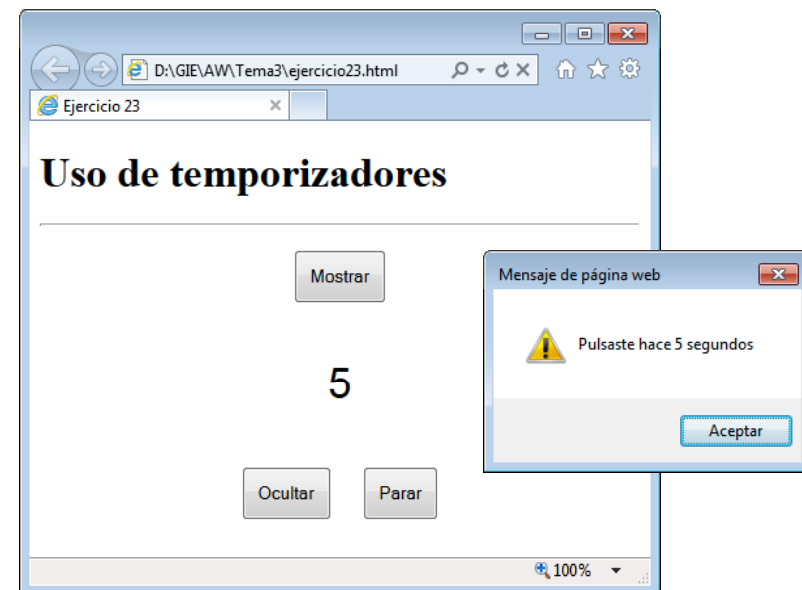 D:\GIE\AW\Tema3\ejercicio23.html
Ejercicio 23
Uso de temporizadores
Mostrar
5
Ocultar Parar
100%
Mensaje de página web
Pulsaste hace 5 segundos
Aceptar